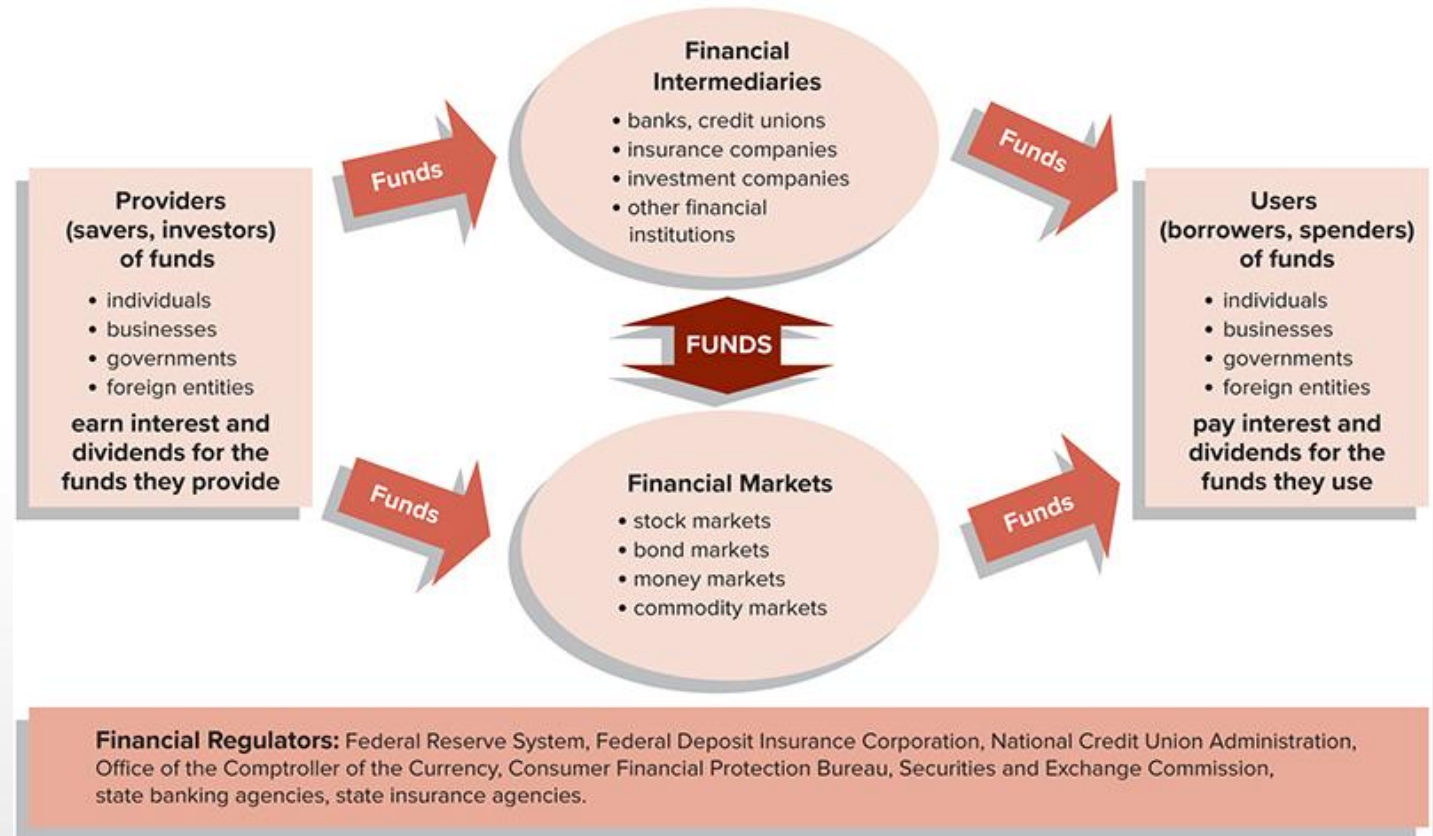 Financial
Intermediaries
• banks, credit unions
• insurance companies
• investment companies
• other financial
institutions
Funds
Funds
Providers
(savers, investors)
of funds
• individuals
• businesses
• governments
• foreign entities
earn interest and
dividends for the
funds they provide
FUNDS
Users
(borrowers, spenders)
of funds
• individuals
• businesses
• governments
• foreign entities
pay interest and
dividends for the
funds they use
Funds
Funds
Financial Markets
• stock markets
• bond markets
• money markets
• commodity markets
Financial Regulators: Federal Reserve System, Federal Deposit Insurance Corporation, National Credit Union Administration,
Office of the Comptroller of the Currency, Consumer Financial Protection Bureau, Securities and Exchange Commission,
state banking agencies, state insurance agencies.